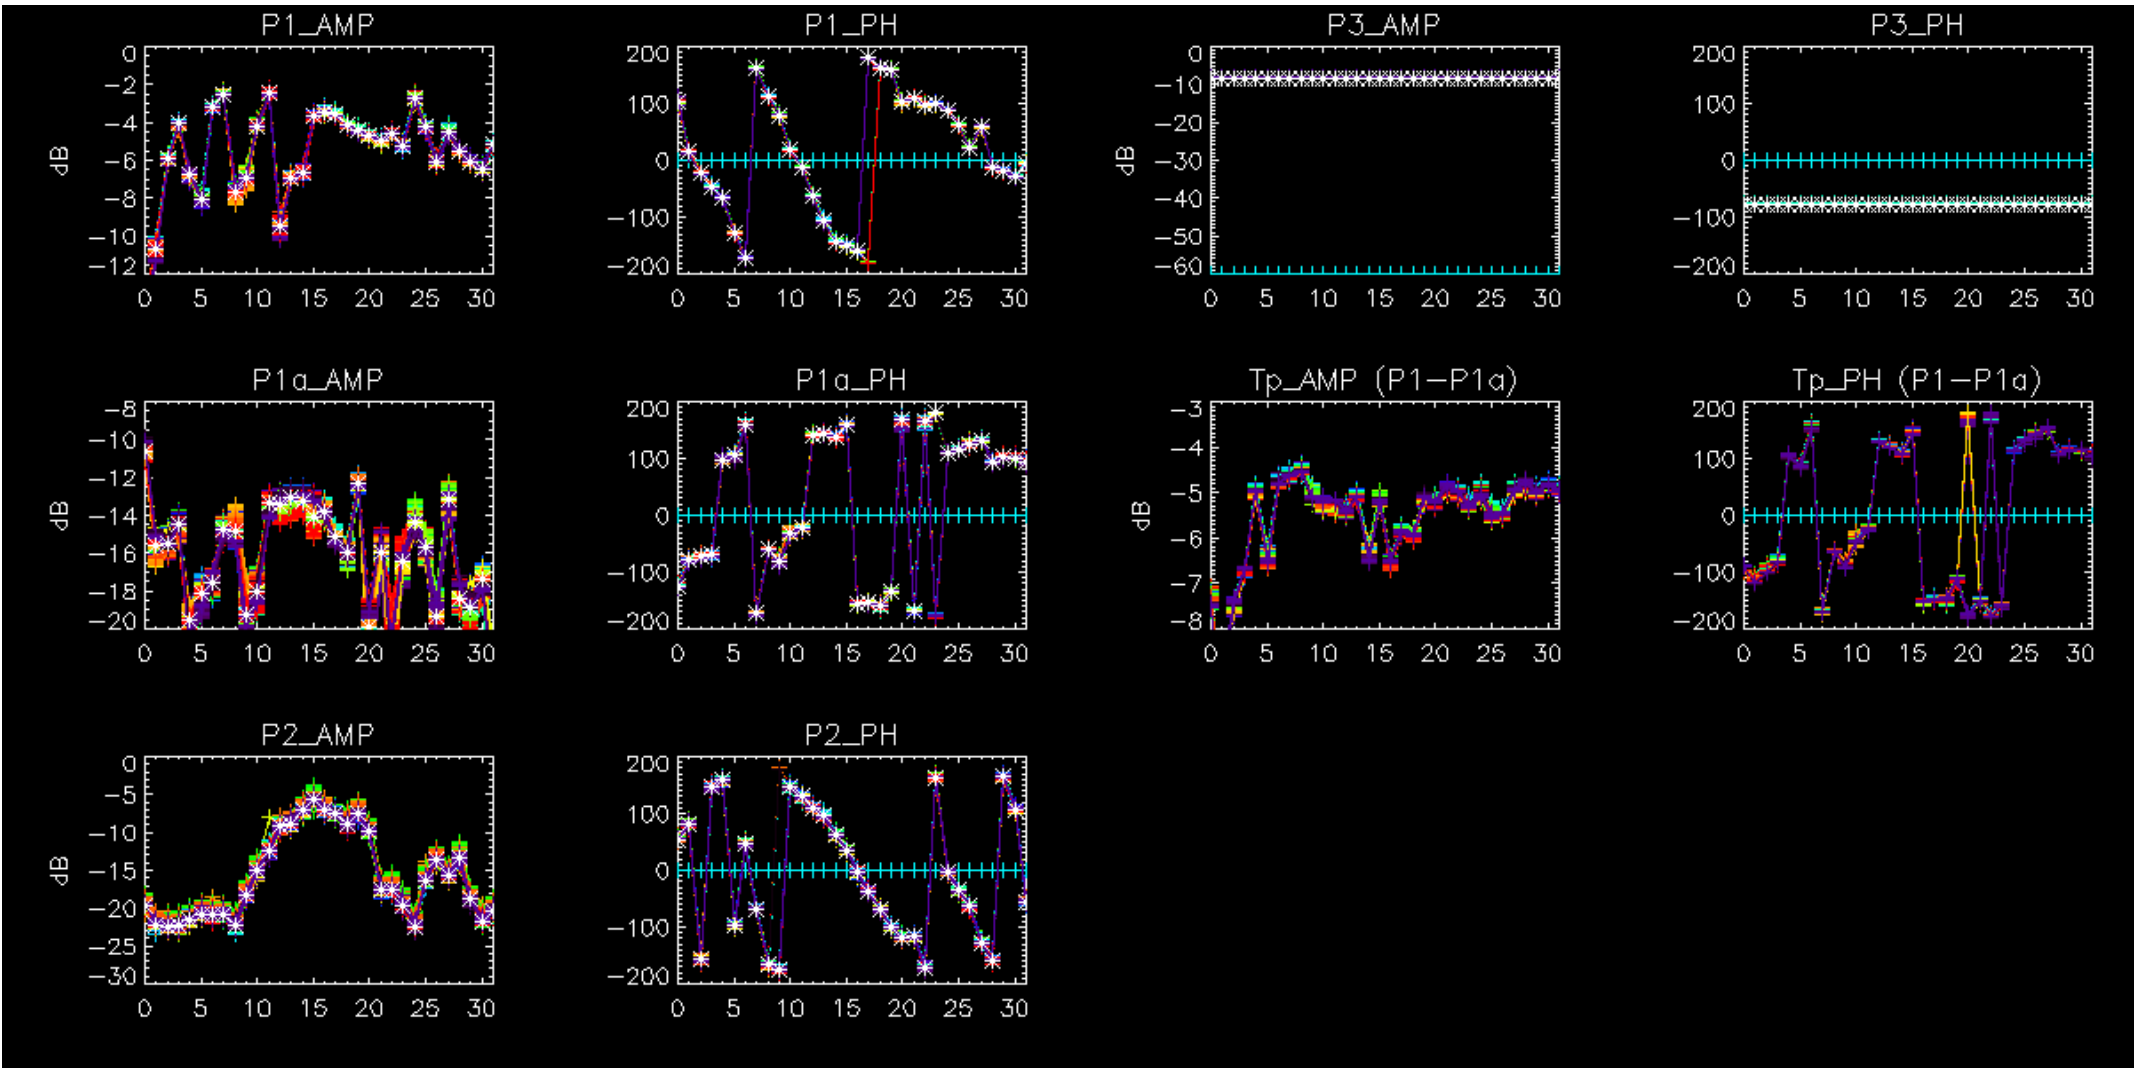 P1_AMP
P1_PH
P3_AMP
P3_PH
0
−2
−4
−6
−8
−10
−12
dB
0 5 10 15 20 25 30
200
100
0
−100
−200
0 5 10 15 20 25 30
0
−10
−20
−30
−40
−50
−60
dB
0 5 10 15 20 25 30
200
100
0
−100
−200
0 5 10 15 20 25 30
P1a_AMP
P1a_PH
Tp_AMP (P1−P1a)
Tp_PH (P1−P1a)
−8
−10
−12
−14
−16
−18
−20
dB
0 5 10 15 20 25 30
200
100
0
−100
−200
0 5 10 15 20 25 30
−3
−4
−5
−6
−7
−8
dB
0 5 10 15 20 25 30
200
100
0
−100
−200
0 5 10 15 20 25 30
P2_AMP
P2_PH
0
−5
−10
−15
−20
−25
−30
dB
0 5 10 15 20 25 30
200
100
0
−100
−200
0 5 10 15 20 25 30